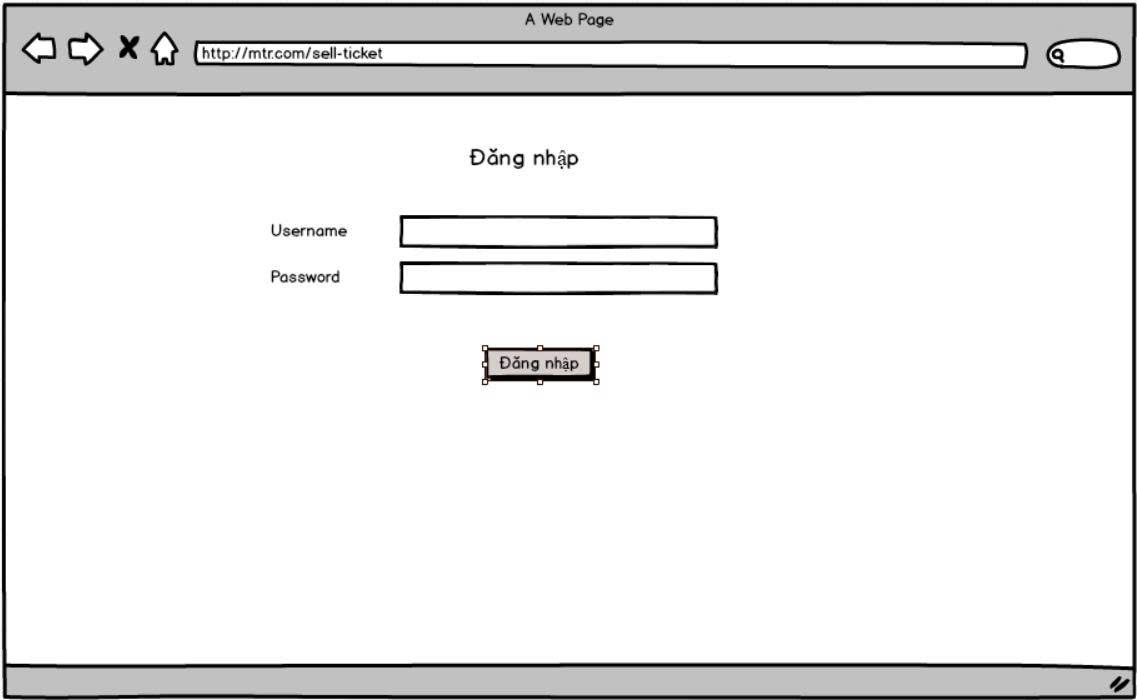 A Web Page
http://mtr.com/sell-ticket
Đăng nhập
Username
Password
Đăng nhập